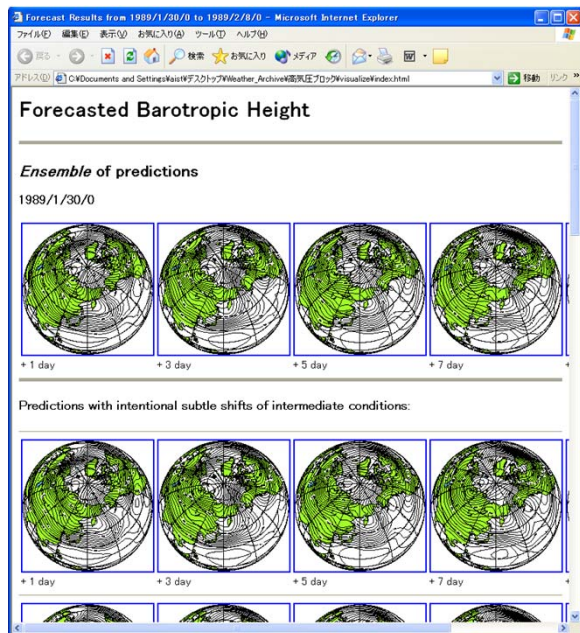 Forecast Results from 1989/1/30/0 to 1989/2/8/0 - Microsoft Internet Explorer
ファイル(F) 編集(E) 表示(V) お気に入り(A) ツール(T) ヘルプ(H)
戻る 検索 お気に入り メディア
アドレス(D) C:¥Documents and Settings¥aist¥デスクトップ¥Weather_Archive¥高気圧ブロック¥visualize¥index.html 移動 リンク »
Forecasted Barotropic Height
Ensemble of predictions
1989/1/30/0
+ 1 day + 3 day + 5 day + 7 day +
Predictions with intentional subtle shifts of intermediate conditions:
+ 1 day + 3 day + 5 day + 7 day +